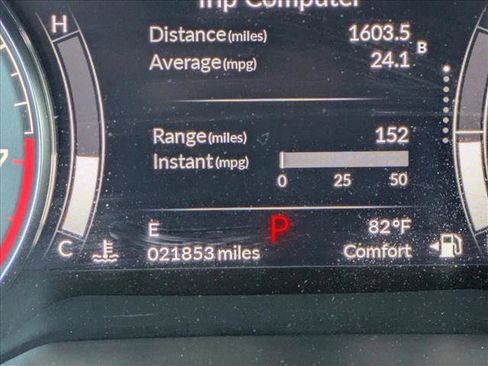 Trip Computer
H
Distance (miles) 1603.5
B
Average (mpg) 24.1
Range (miles) 152
7
Instant (mpg)
0 25 50
E P 82°F
C 021853 miles Comfort